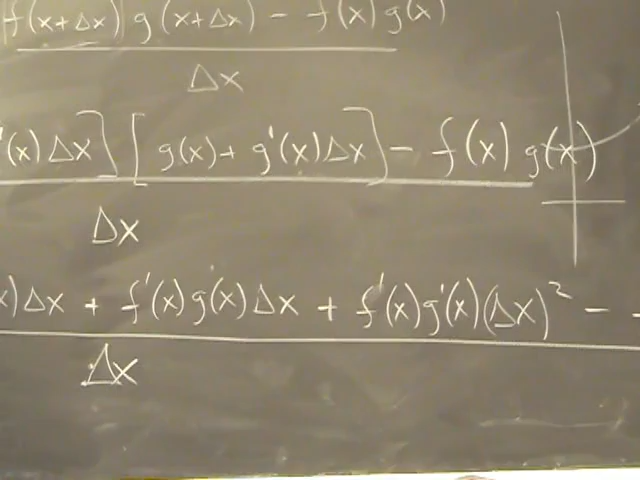 f(x+Δx) g(x+Δx) − f(x) g(x)
Δx
'(x)Δx] [g(x)+ g'(x)Δx] − f(x) g(x)
Δx
x)Δx + f'(x)g(x)Δx + f'(x)g'(x)(Δx)² − -
Δx